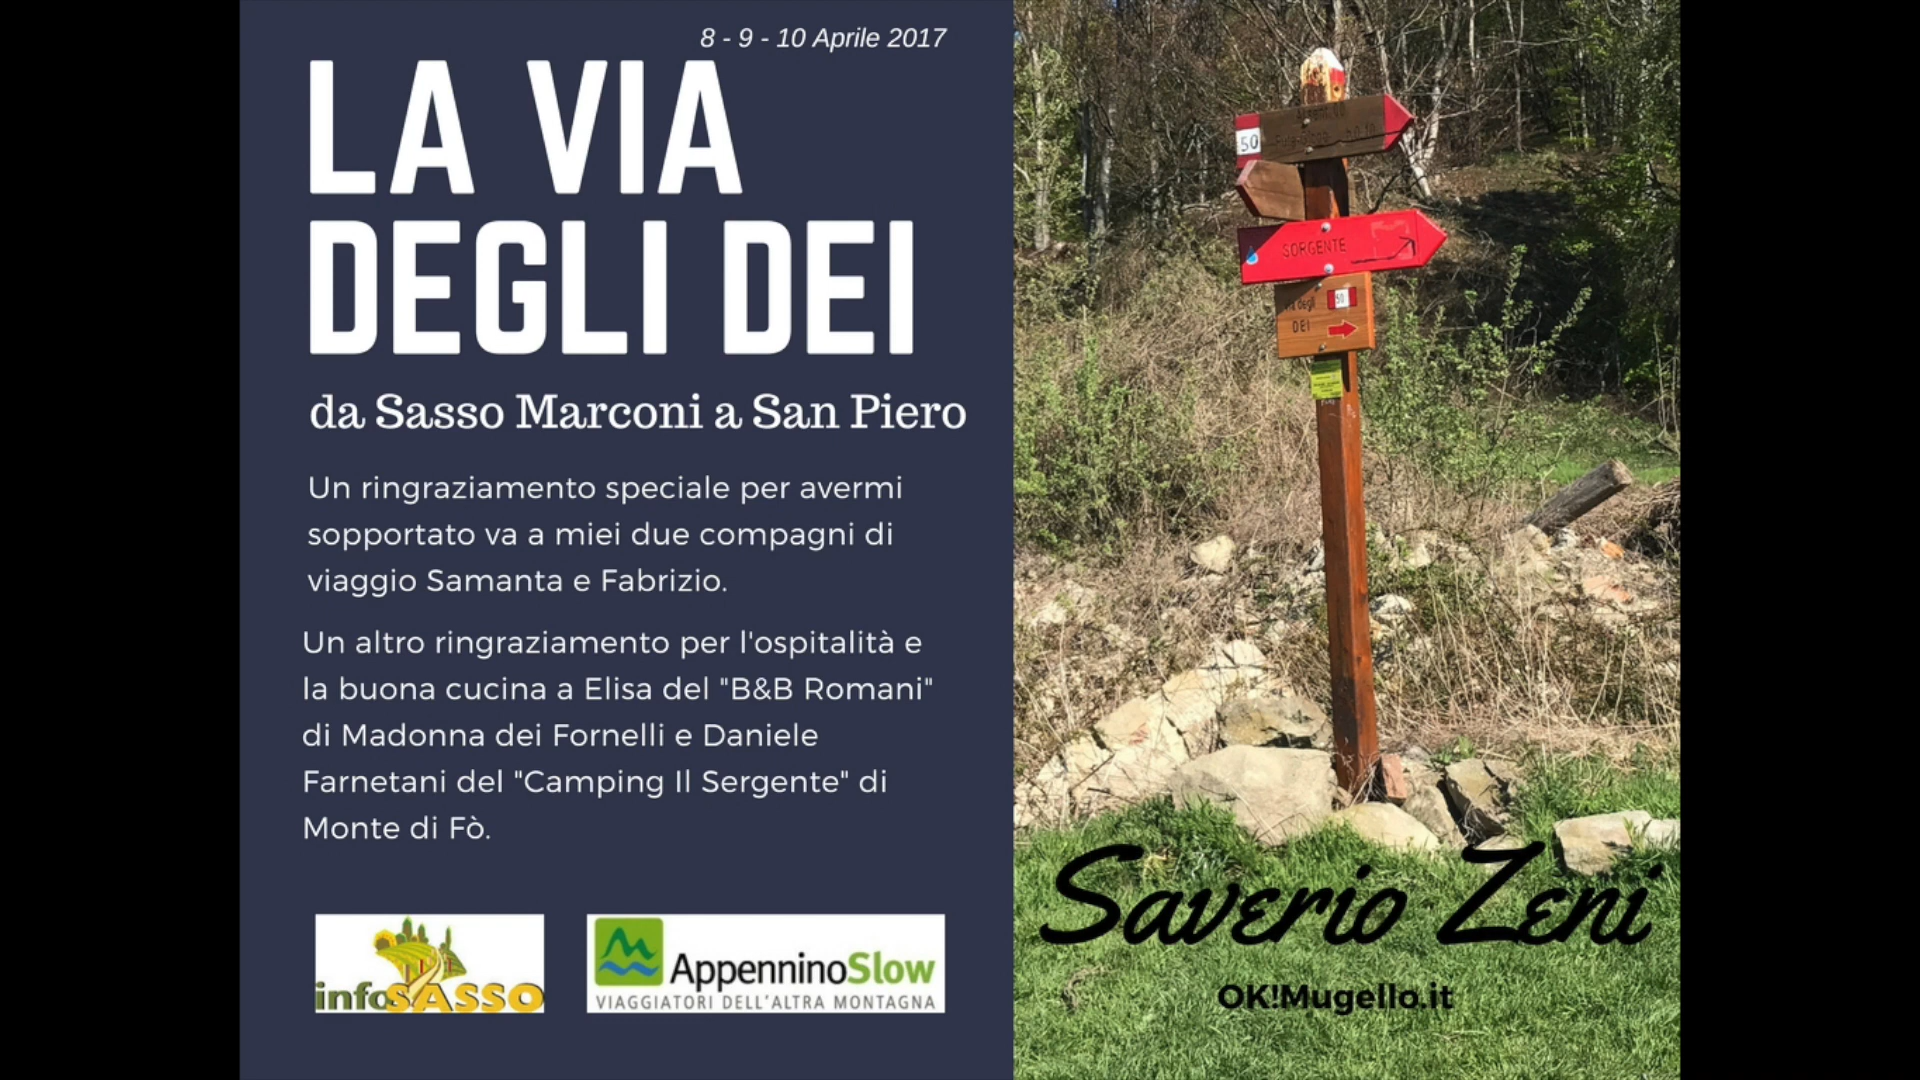 8 - 9 - 10 Aprile 2017
LA VIA
DEGLI DEI
da Sasso Marconi a San Piero
Un ringraziamento speciale per avermi
sopportato va a miei due compagni di
viaggio Samanta e Fabrizio.
Un altro ringraziamento per l'ospitalità e
la buona cucina a Elisa del "B&B Romani"
di Madonna dei Fornelli e Daniele
Farnetani del "Camping Il Sergente" di
Monte di Fò.
infoSASSO
AppenninoSlow
VIAGGIATORI DELL'ALTRA MONTAGNA
50
SORGENTE
degli
50
DEI
Saverio Zeni
OK!Mugello.it